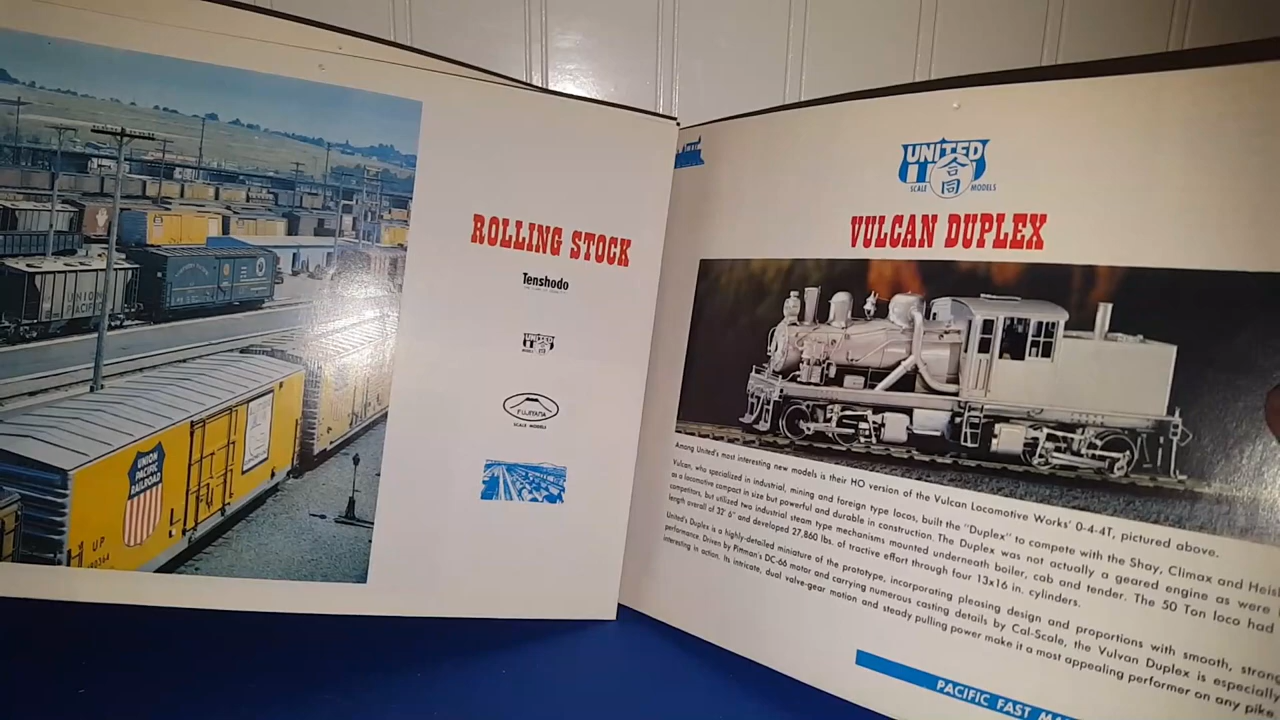 UNION
PACIFIC
UNION
PACIFIC
RAILROAD
UP
ROLLING STOCK
Tenshodo
UNITED
FUJIYAMA
SCALE MODELS
UNITED
合同
SCALE MODELS
VULCAN DUPLEX
Among United's most interesting new models is their HO version of the Vulcan Locomotive Works' 0-4-4T, pictured above.
Vulcan, who specialized in industrial, mining and foreign type locos, built the "Duplex" to compete with the Shay, Climax and
as a locomotive compact in size but powerful and durable in construction. The Duplex was not actually a geared engine as were
competitors, but utilized two industrial steam type mechanisms mounted underneath boiler, cab and tender. The 50 Ton loco had
length overall of 32' 6" and developed 27,860 lbs. of tractive effort through four 13x16 in. cylinders.
United's Duplex is a highly-detailed miniature of the prototype, incorporating pleasing design and proportions with smooth, strong
performance. Driven by Pittman's DC-66 motor and carrying numerous casting details by Cal-Scale, the Vulvan Duplex is especially
interesting in action. Its intricate, dual valve-gear motion and steady pulling power make it a most appealing performer on any pike.
PACIFIC FAST